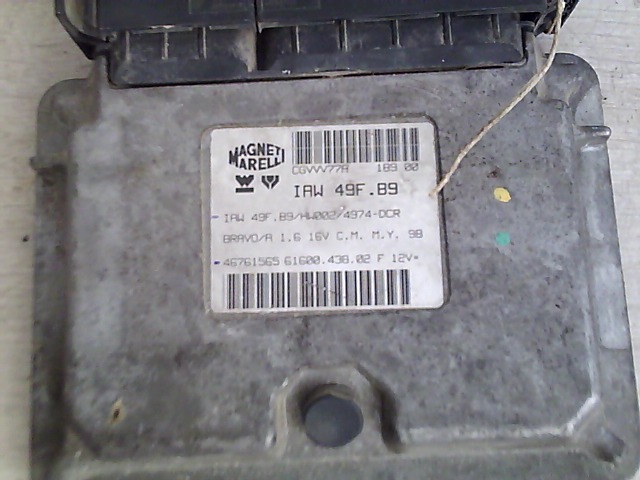 MAGNETI MARELLI
CGVVV77A 189 00
IAW 49F.B9
IAW 49F.B9/HW002/4974-DCR
BRAVO/A 1.6 16V C.M. M.Y. 98
46761565 61600.438.02 F 12V=